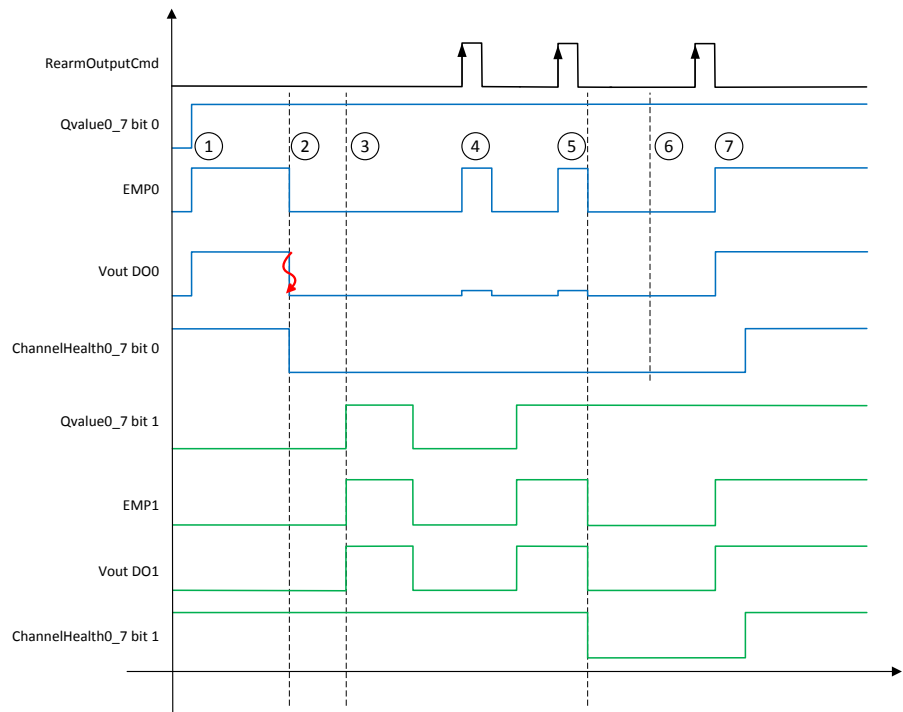 RearmOutputCmd
Qvalue0_7 bit 0
1 2 3 4 5 6 7
EMP0
Vout DO0
ChannelHealth0_7 bit 0
Qvalue0_7 bit 1
EMP1
Vout DO1
ChannelHealth0_7 bit 1